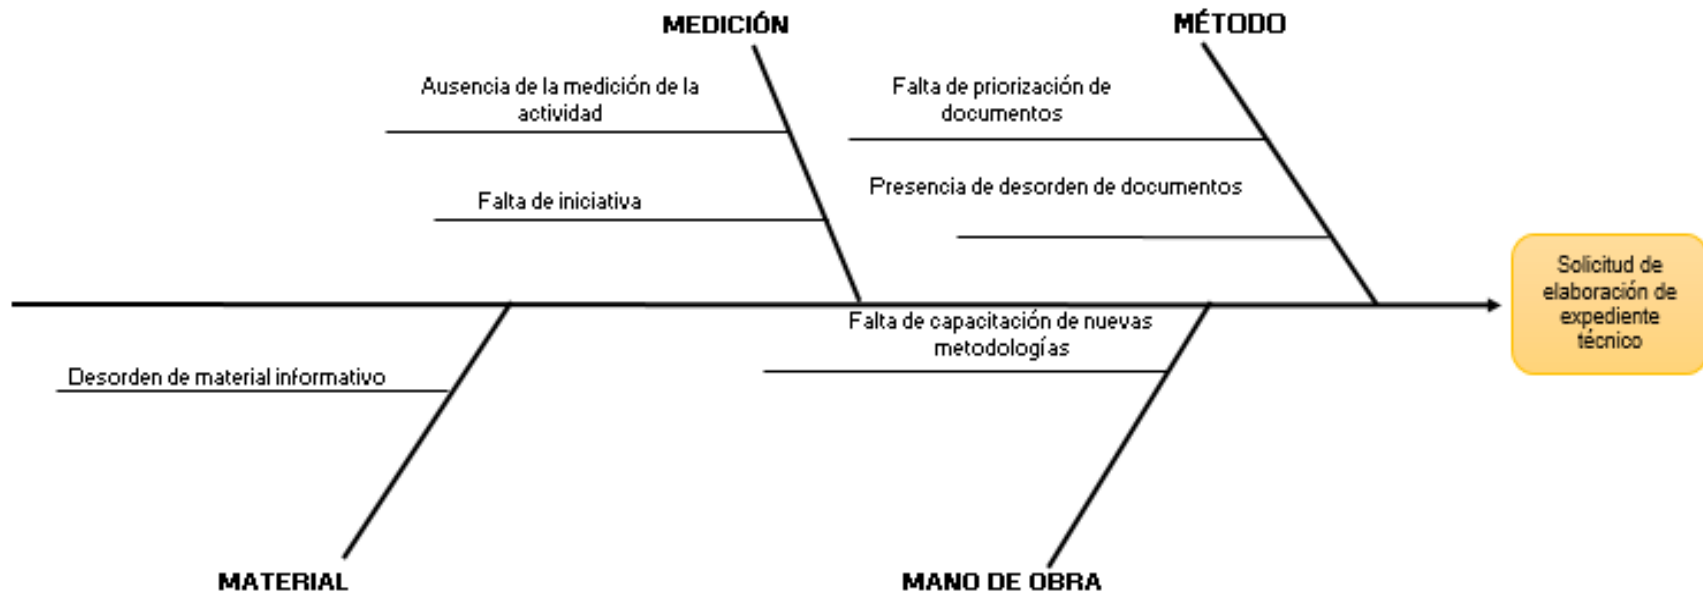 MEDICIÓN
MÉTODO
Ausencia de la medición de la
actividad
Falta de priorización de
documentos
Falta de iniciativa
Presencia de desorden de documentos
Solicitud de
elaboración de
expediente
técnico
Falta de capacitación de nuevas
metodologías
Desorden de material informativo
MATERIAL
MANO DE OBRA